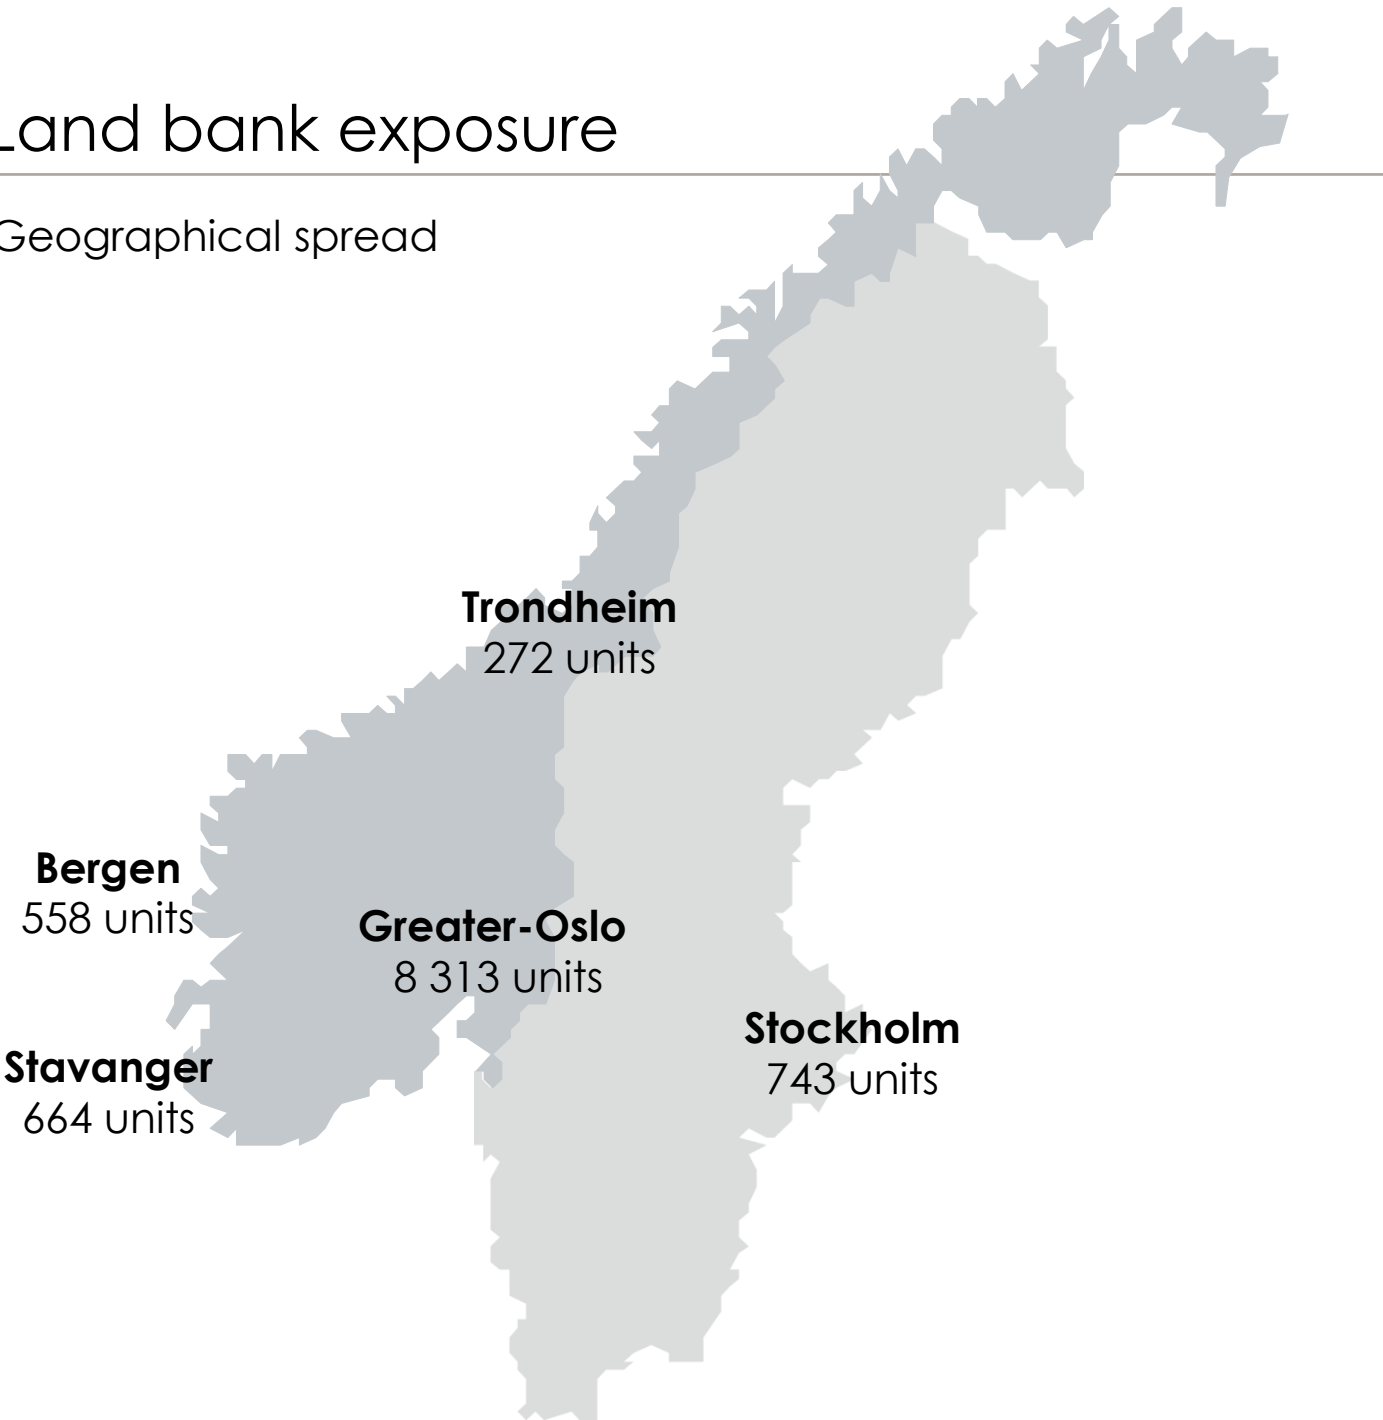 Land bank exposure
Geographical spread
Trondheim
272 units
Bergen
558 units
Greater-Oslo
8 313 units
Stockholm
743 units
Stavanger
664 units